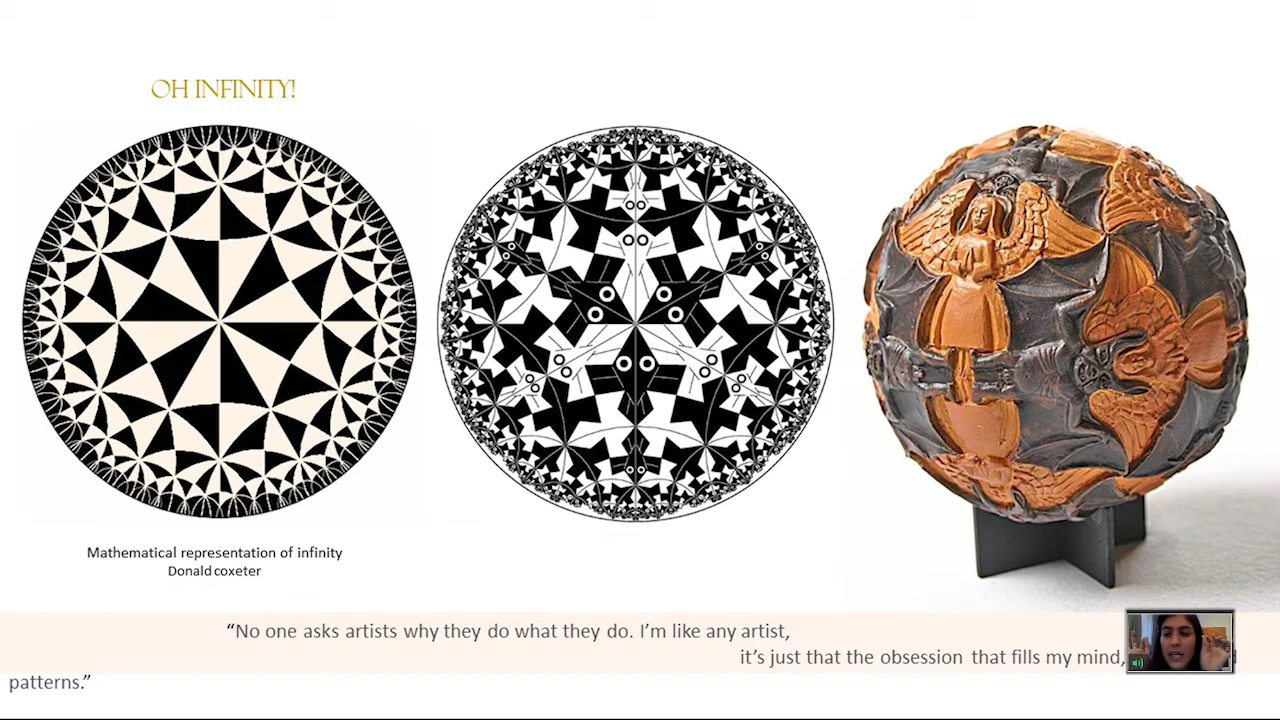 OH INFINITY!
Mathematical representation of infinity
Donald coxeter
“No one asks artists why they do what they do. I’m like any artist,
it’s just that the obsession that fills my mind,
patterns.”